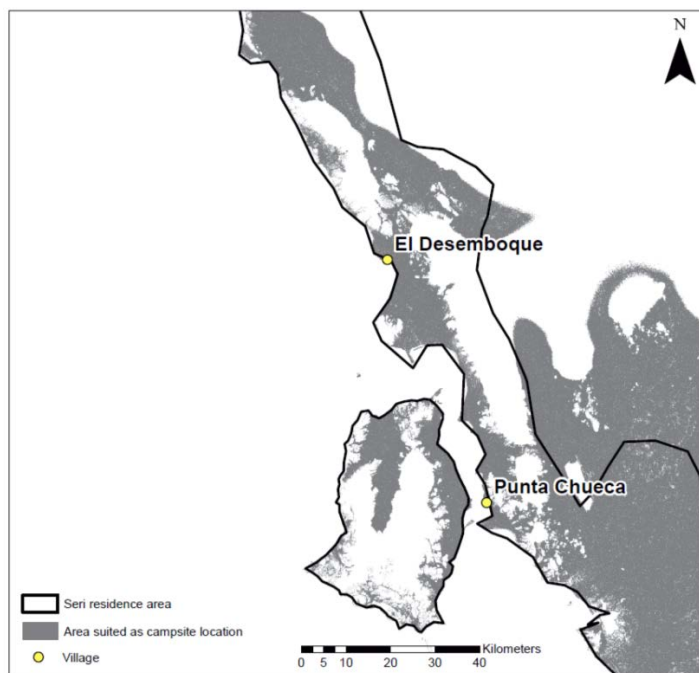 N
El Desemboque
Punta Chueca
Seri residence area
Area suited as campsite location
Village
Kilometers
0 5 10 20 30 40